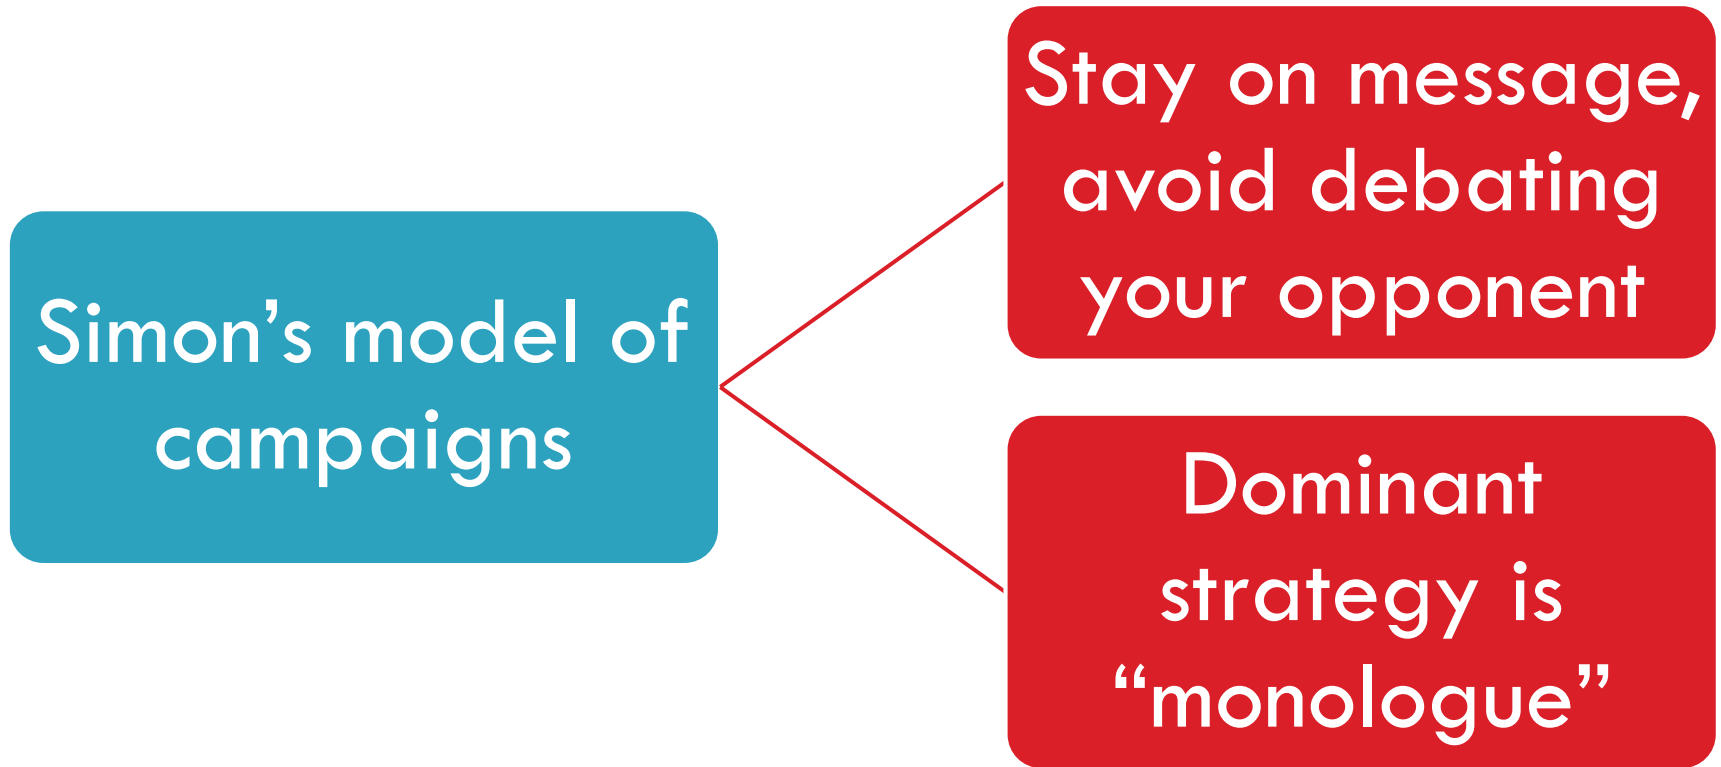 Simon’s model of
campaigns
Stay on message,
avoid debating
your opponent
Dominant
strategy is
“monologue”